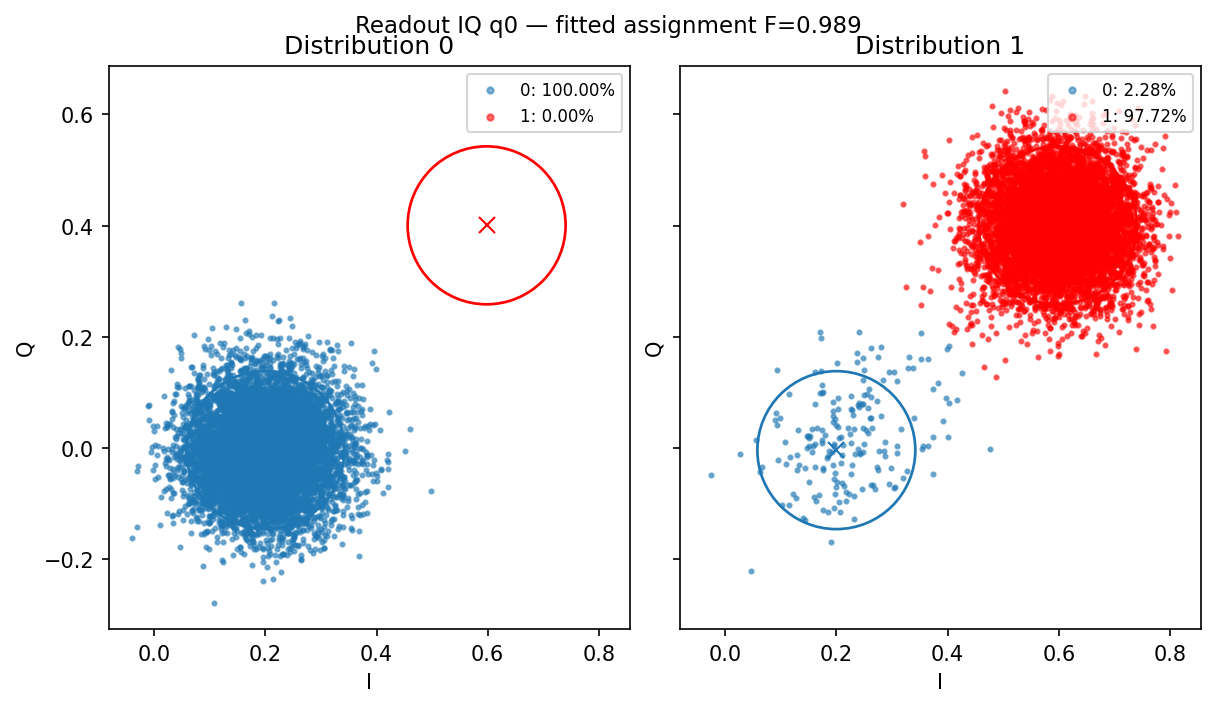 Readout IQ q0 — fitted assignment F=0.989
Distribution 0
0: 100.00%
1: 0.00%
Q
0.6
0.4
0.2
0.0
−0.2
0.0 0.2 0.4 0.6 0.8
I
Distribution 1
0: 2.28%
1: 97.72%
Q
0.0 0.2 0.4 0.6 0.8
I